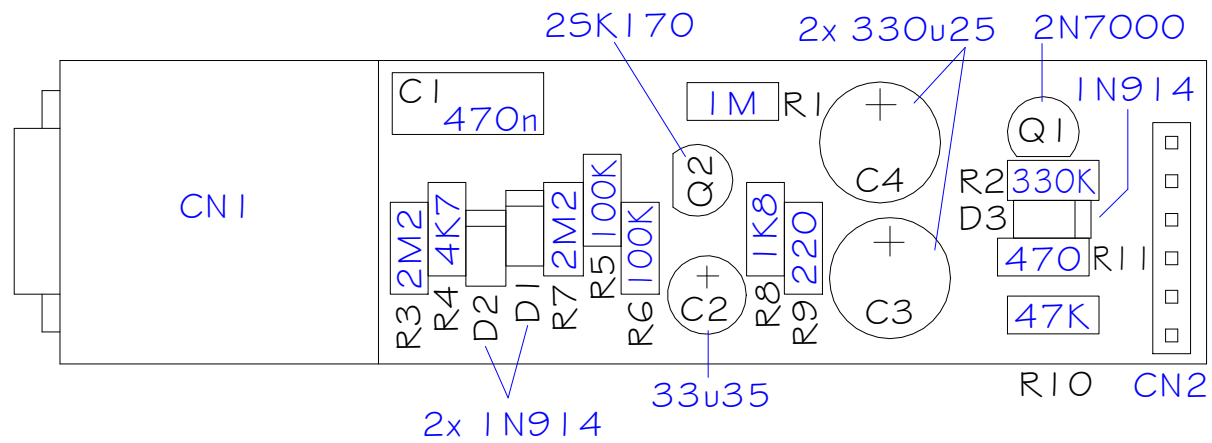 2SK170
2x 330u25
2N7000
1N914
C1
470n
1M
R1
Q1
CN1
Q2
C4
R2
330K
D3
2M2
4K7
2M2
100K
100K
1K8
220
470
R11
C2
C3
47K
R3
R4
D2
D1
R7
R5
R6
R8
R9
R10
CN2
33u35
2x 1N914